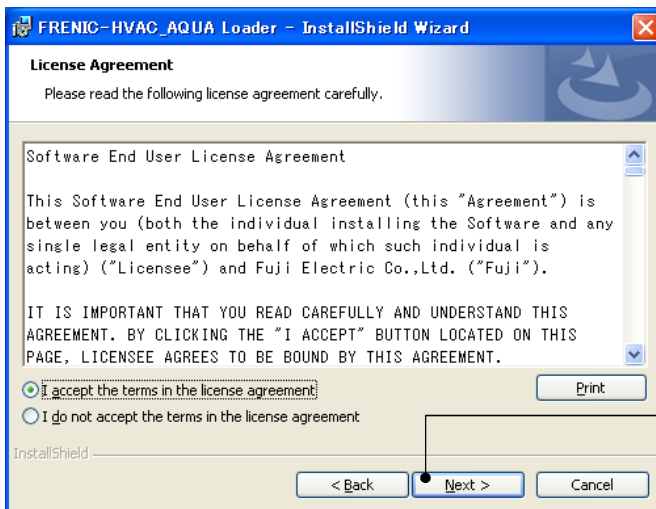 FRENIC-HVAC_AQUA Loader - InstallShield Wizard
License Agreement
Please read the following license agreement carefully.
Software End User License Agreement
This Software End User License Agreement (this "Agreement") is
between you (both the individual installing the Software and any
single legal entity on behalf of which such individual is
acting) ("Licensee") and Fuji Electric Co.,Ltd. ("Fuji").
IT IS IMPORTANT THAT YOU READ CAREFULLY AND UNDERSTAND THIS
AGREEMENT. BY CLICKING THE "I ACCEPT" BUTTON LOCATED ON THIS
PAGE, LICENSEE AGREES TO BE BOUND BY THIS AGREEMENT.
I accept the terms in the license agreement
Print
I do not accept the terms in the license agreement
InstallShield
< Back
Next >
Cancel